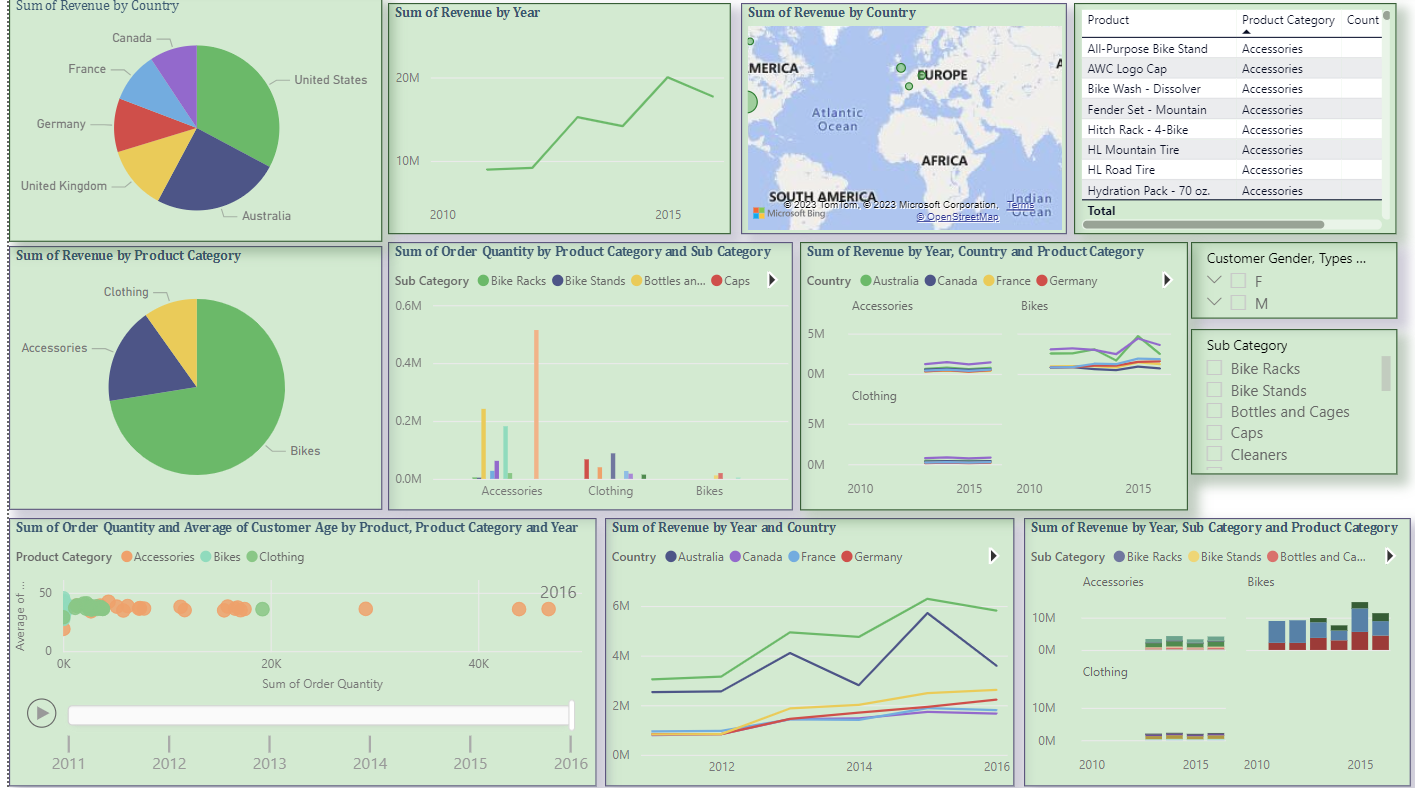 Sum of Revenue by Country
Canada
France
United States
Germany
United Kingdom
Australia
Sum of Revenue by Year
20M
10M
2010
2015
Sum of Revenue by Country
AMERICA
EUROPE
Atlantic
Ocean
AFRICA
SOUTH AMERICA
Indian
Ocean
© 2023 TomTom, © 2023 Microsoft Corporation, Terms
Microsoft Bing
© OpenStreetMap
Product Product Category Count
All-Purpose Bike Stand Accessories
AWC Logo Cap Accessories
Bike Wash - Dissolver Accessories
Fender Set - Mountain Accessories
Hitch Rack - 4-Bike Accessories
HL Mountain Tire Accessories
HL Road Tire Accessories
Hydration Pack - 70 oz. Accessories
Total
Sum of Revenue by Product Category
Clothing
Accessories
Bikes
Sum of Order Quantity by Product Category and Sub Category
Sub Category Bike Racks Bike Stands Bottles an... Caps
0.6M
0.4M
0.2M
0.0M
Accessories Clothing Bikes
Sum of Revenue by Year, Country and Product Category
Country Australia Canada France Germany
Accessories Bikes
5M
0M
Clothing
5M
0M
2010 2015 2010 2015
Customer Gender, Types ...
F
M
Sub Category
Bike Racks
Bike Stands
Bottles and Cages
Caps
Cleaners
Sum of Order Quantity and Average of Customer Age by Product, Product Category and Year
Product Category Accessories Bikes Clothing
Average of ...
50
2016
0
0K 20K 40K
Sum of Order Quantity
2011 2012 2013 2014 2015 2016
Sum of Revenue by Year and Country
Country Australia Canada France Germany
6M
4M
2M
0M
2012 2014 2016
Sum of Revenue by Year, Sub Category and Product Category
Sub Category Bike Racks Bike Stands Bottles and Ca...
Accessories Bikes
10M
0M
Clothing
10M
0M
2010 2015 2010 2015